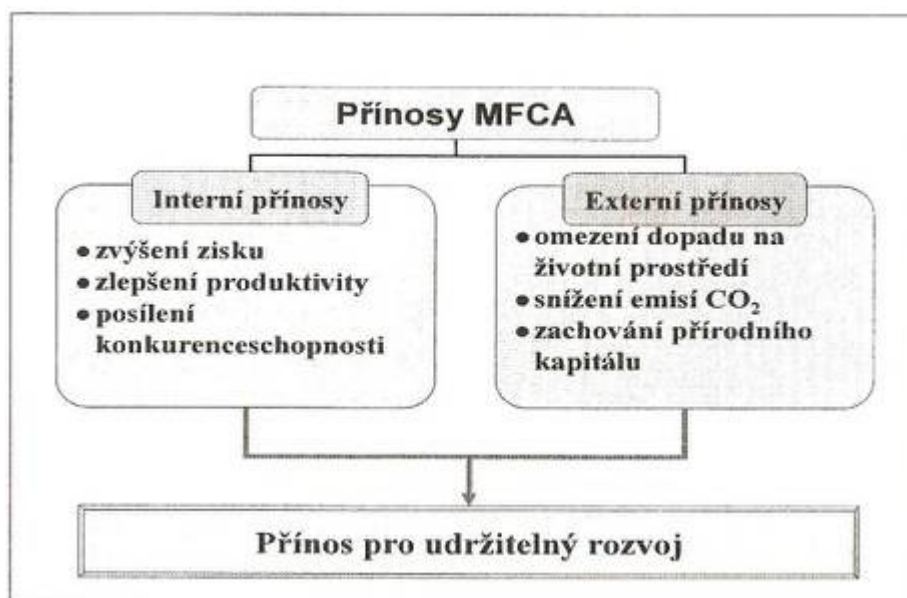 Přínosy MFCA
Interní přínosy
• zvýšení zisku
• zlepšení produktivity
• posílení
konkurenceschopnosti
Externí přínosy
• omezení dopadu na
životní prostředí
• snížení emisí CO₂
• zachování přírodního
kapitálu
Přínos pro udržitelný rozvoj